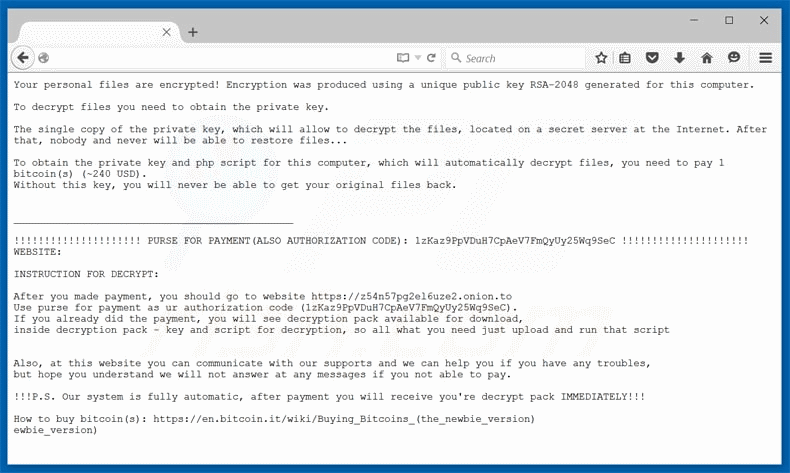 Search
Your personal files are encrypted! Encryption was produced using a unique public key RSA-2048 generated for this computer.
To decrypt files you need to obtain the private key.
The single copy of the private key, which will allow to decrypt the files, located on a secret server at the Internet. After
that, nobody and never will be able to restore files...
To obtain the private key and php script for this computer, which will automatically decrypt files, you need to pay 1
bitcoin(s) (~240 USD).
Without this key, you will never be able to get your original files back.
!!!!!!!!!!!!!!!!!!!!! PURSE FOR PAYMENT(ALSO AUTHORIZATION CODE): 1zKaz9PpVDuH7CpAeV7FmQyUy25Wq9SeC !!!!!!!!!!!!!!!!!!!!!
WEBSITE:
INSTRUCTION FOR DECRYPT:
After you made payment, you should go to website https://z54n57pg2el6uze2.onion.to
Use purse for payment as ur authorization code (1zKaz9PpVDuH7CpAeV7FmQyUy25Wq9SeC).
If you already did the payment, you will see decryption pack available for download,
inside decryption pack - key and script for decryption, so all what you need just upload and run that script
Also, at this website you can communicate with our supports and we can help you if you have any troubles,
but hope you understand we will not answer at any messages if you not able to pay.
!!!P.S. Our system is fully automatic, after payment you will receive you're decrypt pack IMMEDIATELY!!!
How to buy bitcoin(s): https://en.bitcoin.it/wiki/Buying_Bitcoins_(the_newbie_version)
ewbie_version)